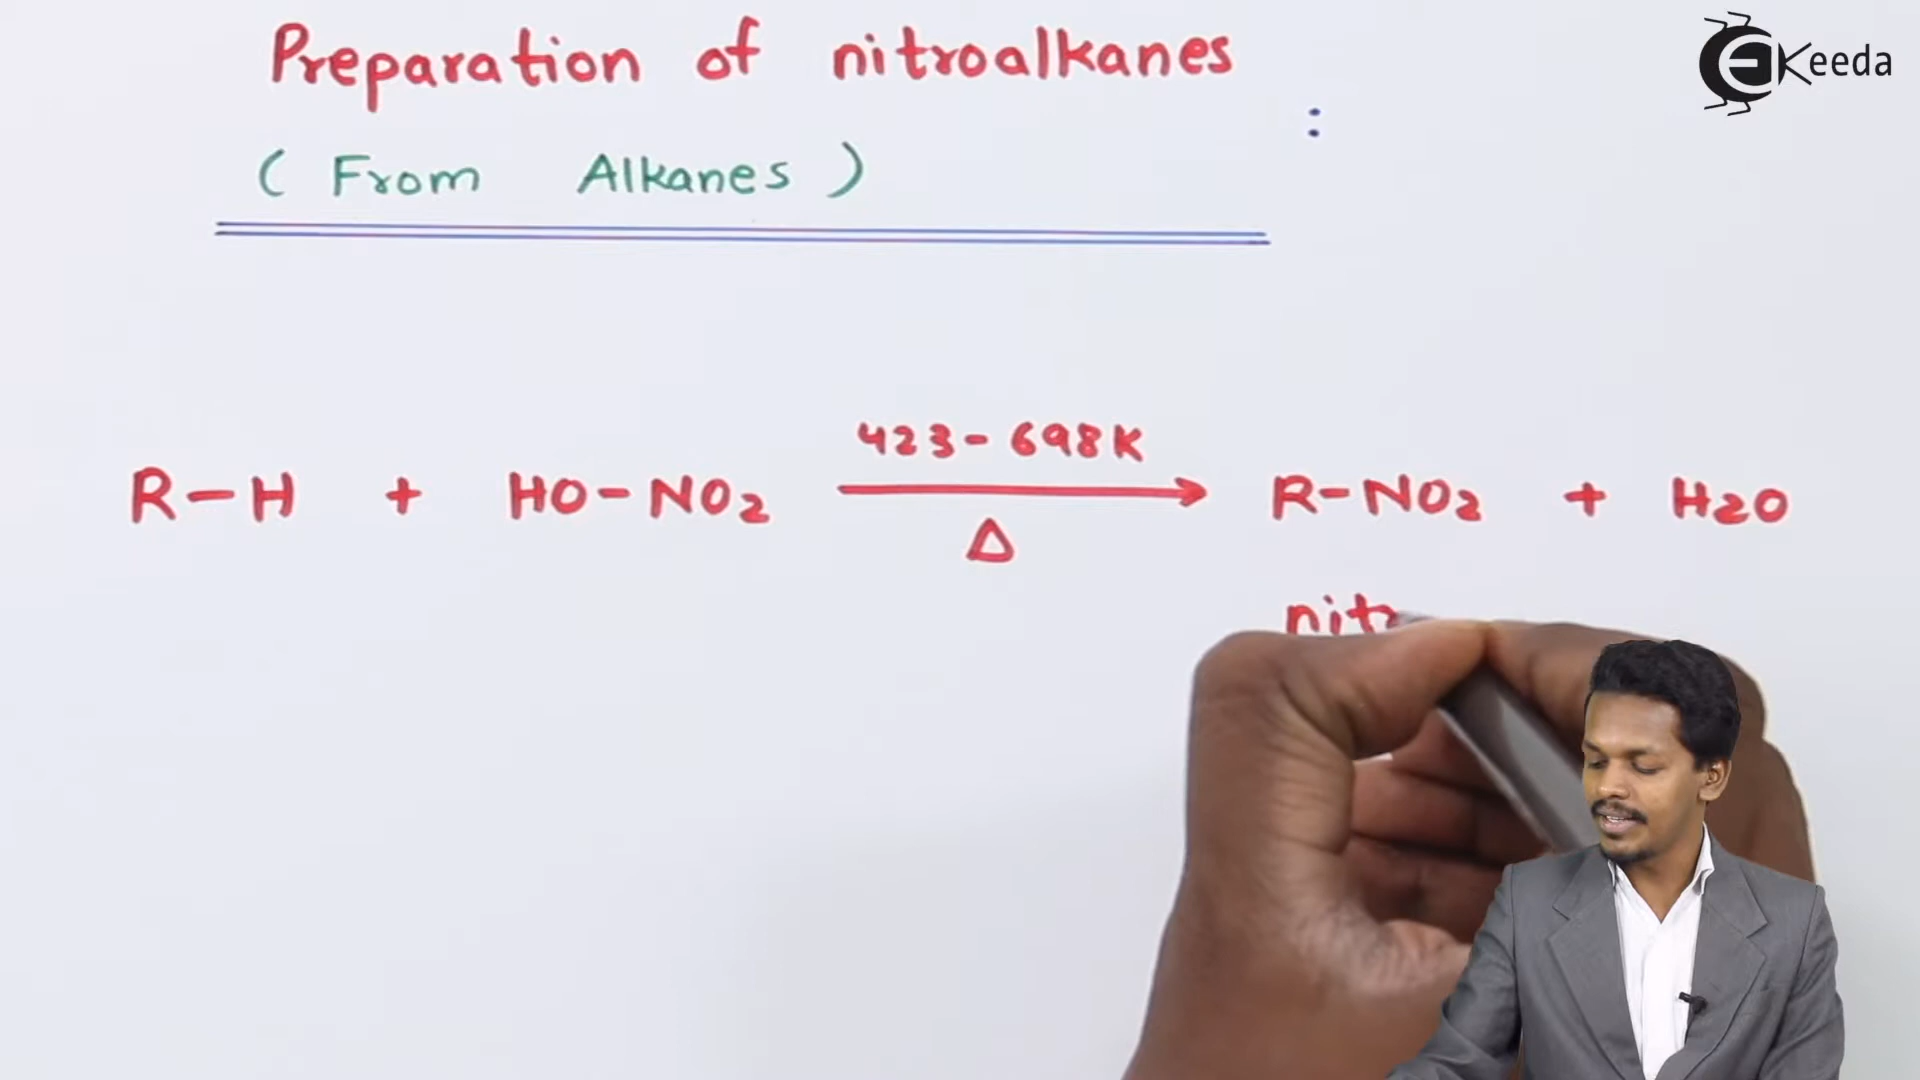 Preparation of nitroalkanes
( From Alkanes ) :
423 - 698 K
R - H + HO - NO2 → R - NO2 + H2O
Δ
Keeda